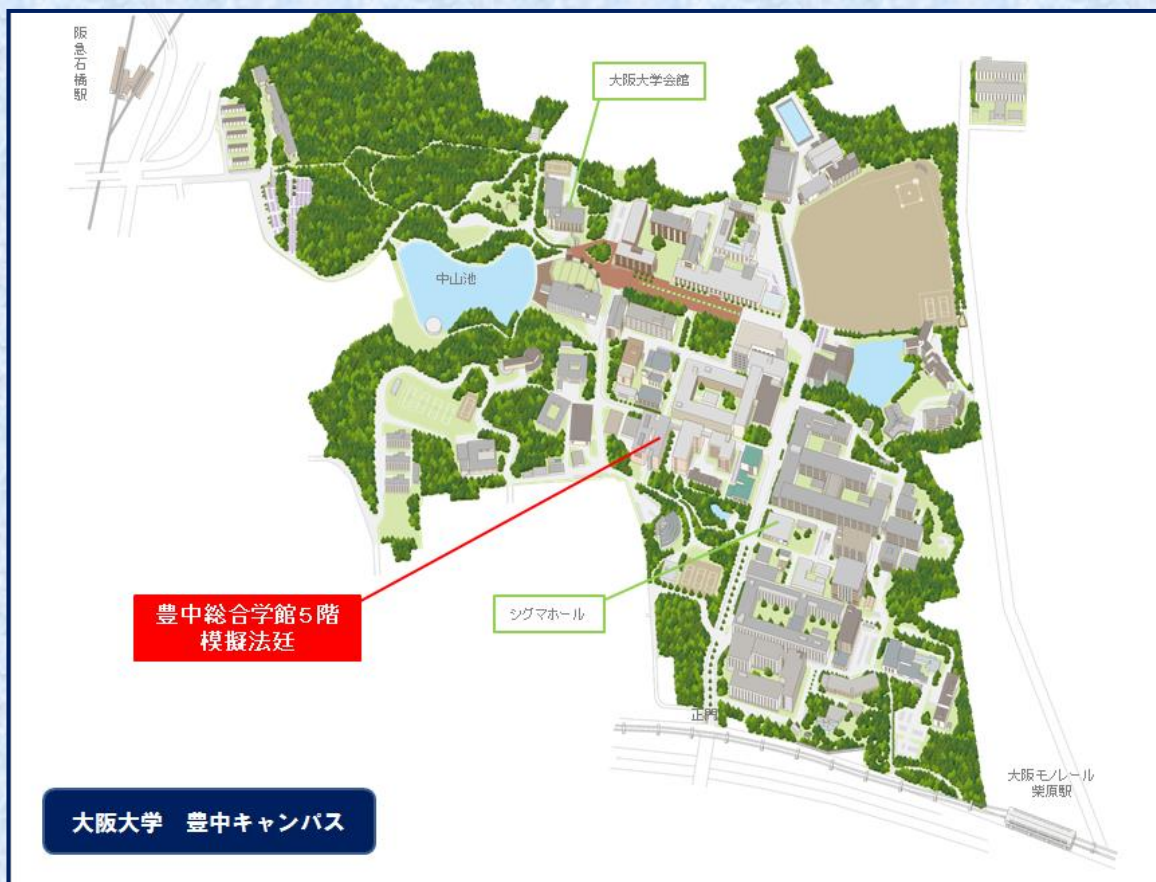 阪急石橋駅
大阪大学会館
中山池
豊中総合学館5階
模擬法廷
シグマホール
正門
大阪モノレール
柴原駅
大阪大学 豊中キャンパス